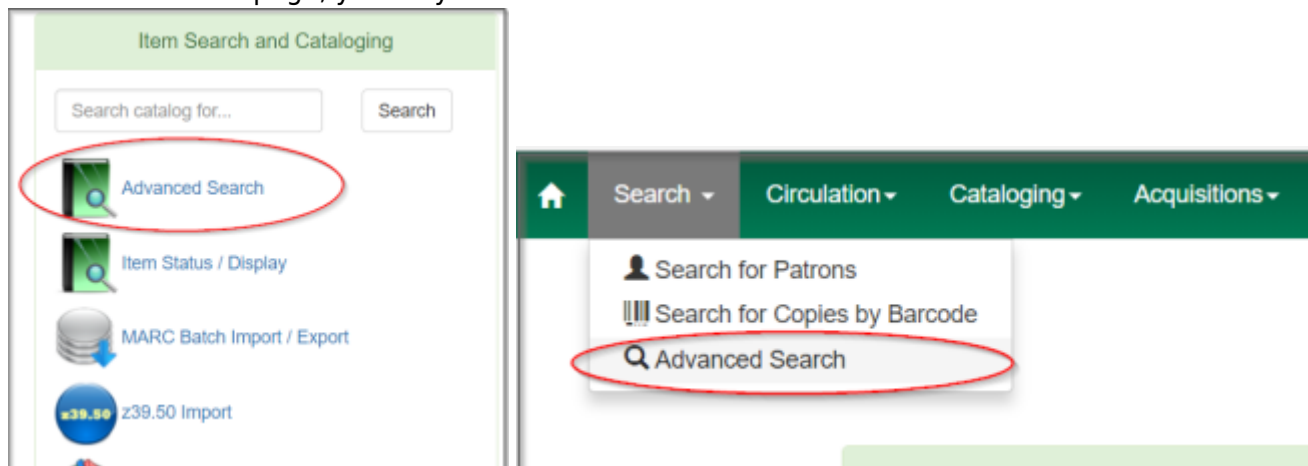 Item Search and Cataloging
Search catalog for... Search
Advanced Search
Item Status / Display
MARC Batch Import / Export
z39.50 z39.50 Import
Search Circulation Cataloging Acquisitions
Search for Patrons
Search for Copies by Barcode
Advanced Search